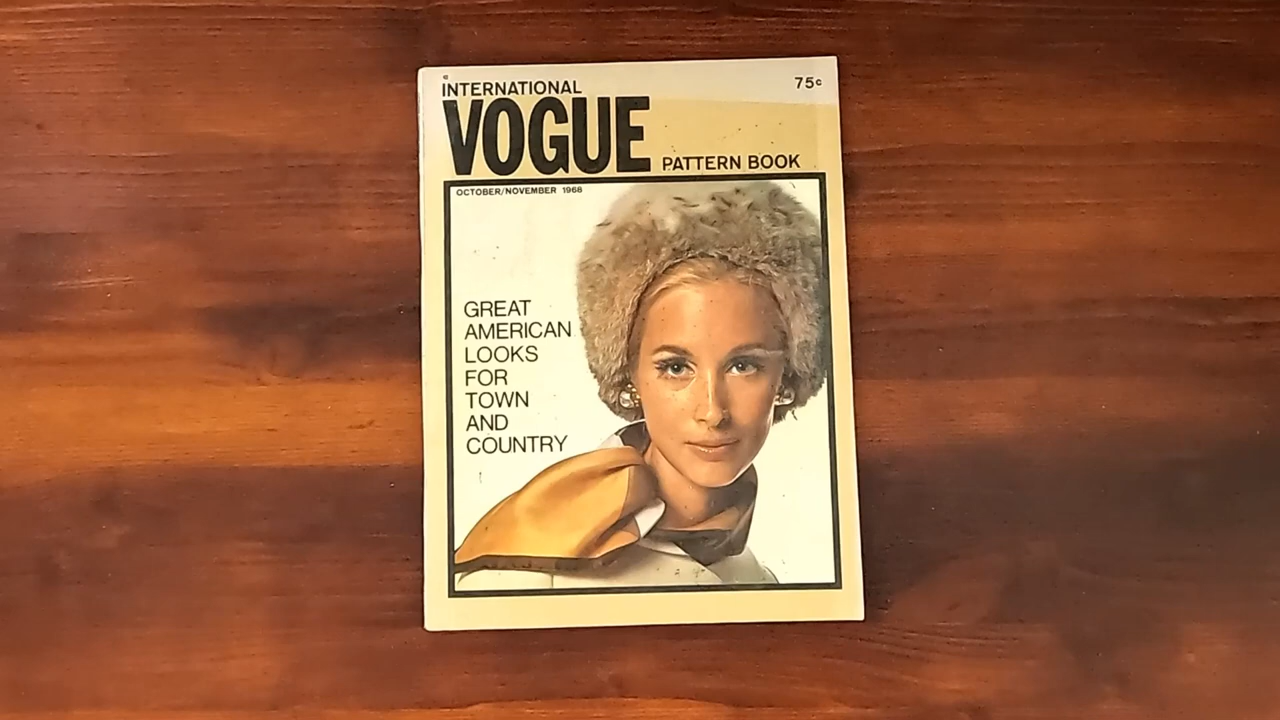 INTERNATIONAL
75¢
VOGUE
PATTERN BOOK
OCTOBER/NOVEMBER 1968
GREAT
AMERICAN
LOOKS
FOR
TOWN
AND
COUNTRY